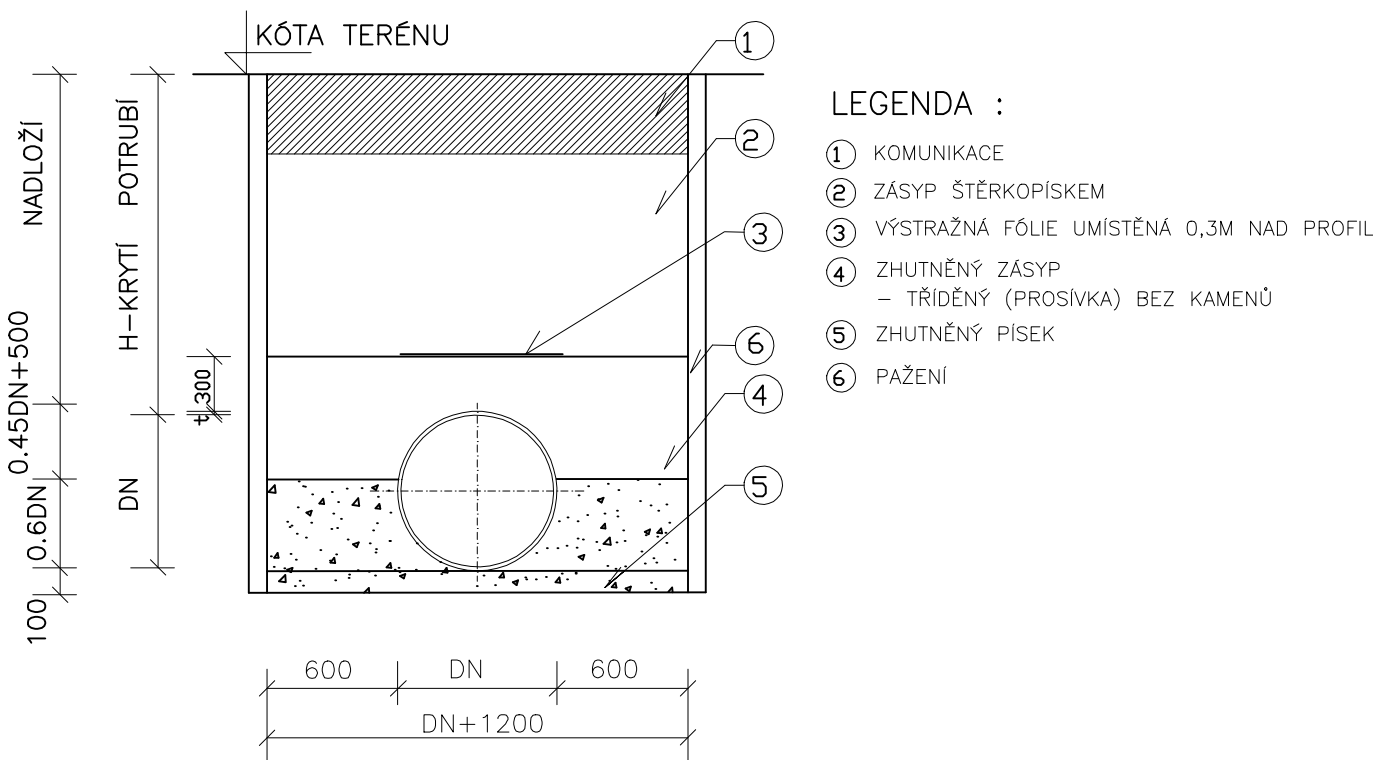 KÓTA TERÉNU
1
2
3
6
4
5
NADLOŽÍ
0.45DN+500
0.6DN
100
H-KRYTÍ POTRUBÍ
DN
300
t
600
DN
600
DN+1200
LEGENDA :
1 KOMUNIKACE
2 ZÁSYP ŠTĚRKOPÍSKEM
3 VÝSTRAŽNÁ FÓLIE UMÍSTĚNÁ 0,3M NAD PROFIL
4 ZHUTNĚNÝ ZÁSYP
– TŘÍDĚNÝ (PROSÍVKA) BEZ KAMENŮ
5 ZHUTNĚNÝ PÍSEK
6 PAŽENÍ